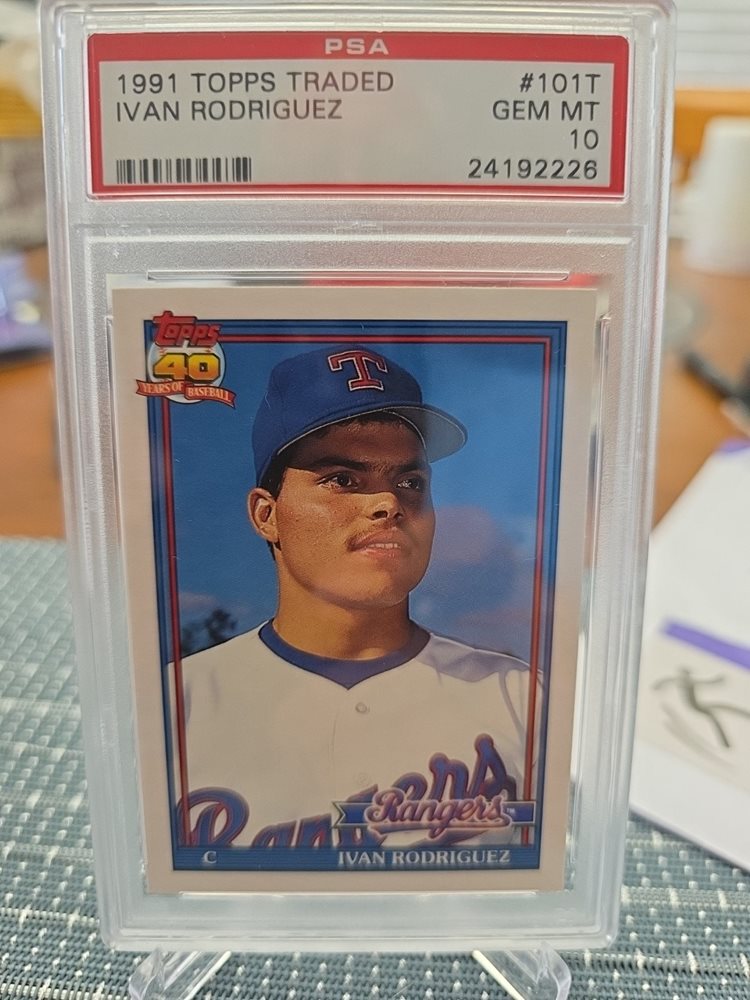 PSA
1991 TOPPS TRADED #101T
IVAN RODRIGUEZ GEM MT
10
24192226
Topps
40
YEARS OF BASEBALL
T
Rangers
Rangers™
C IVAN RODRIGUEZ